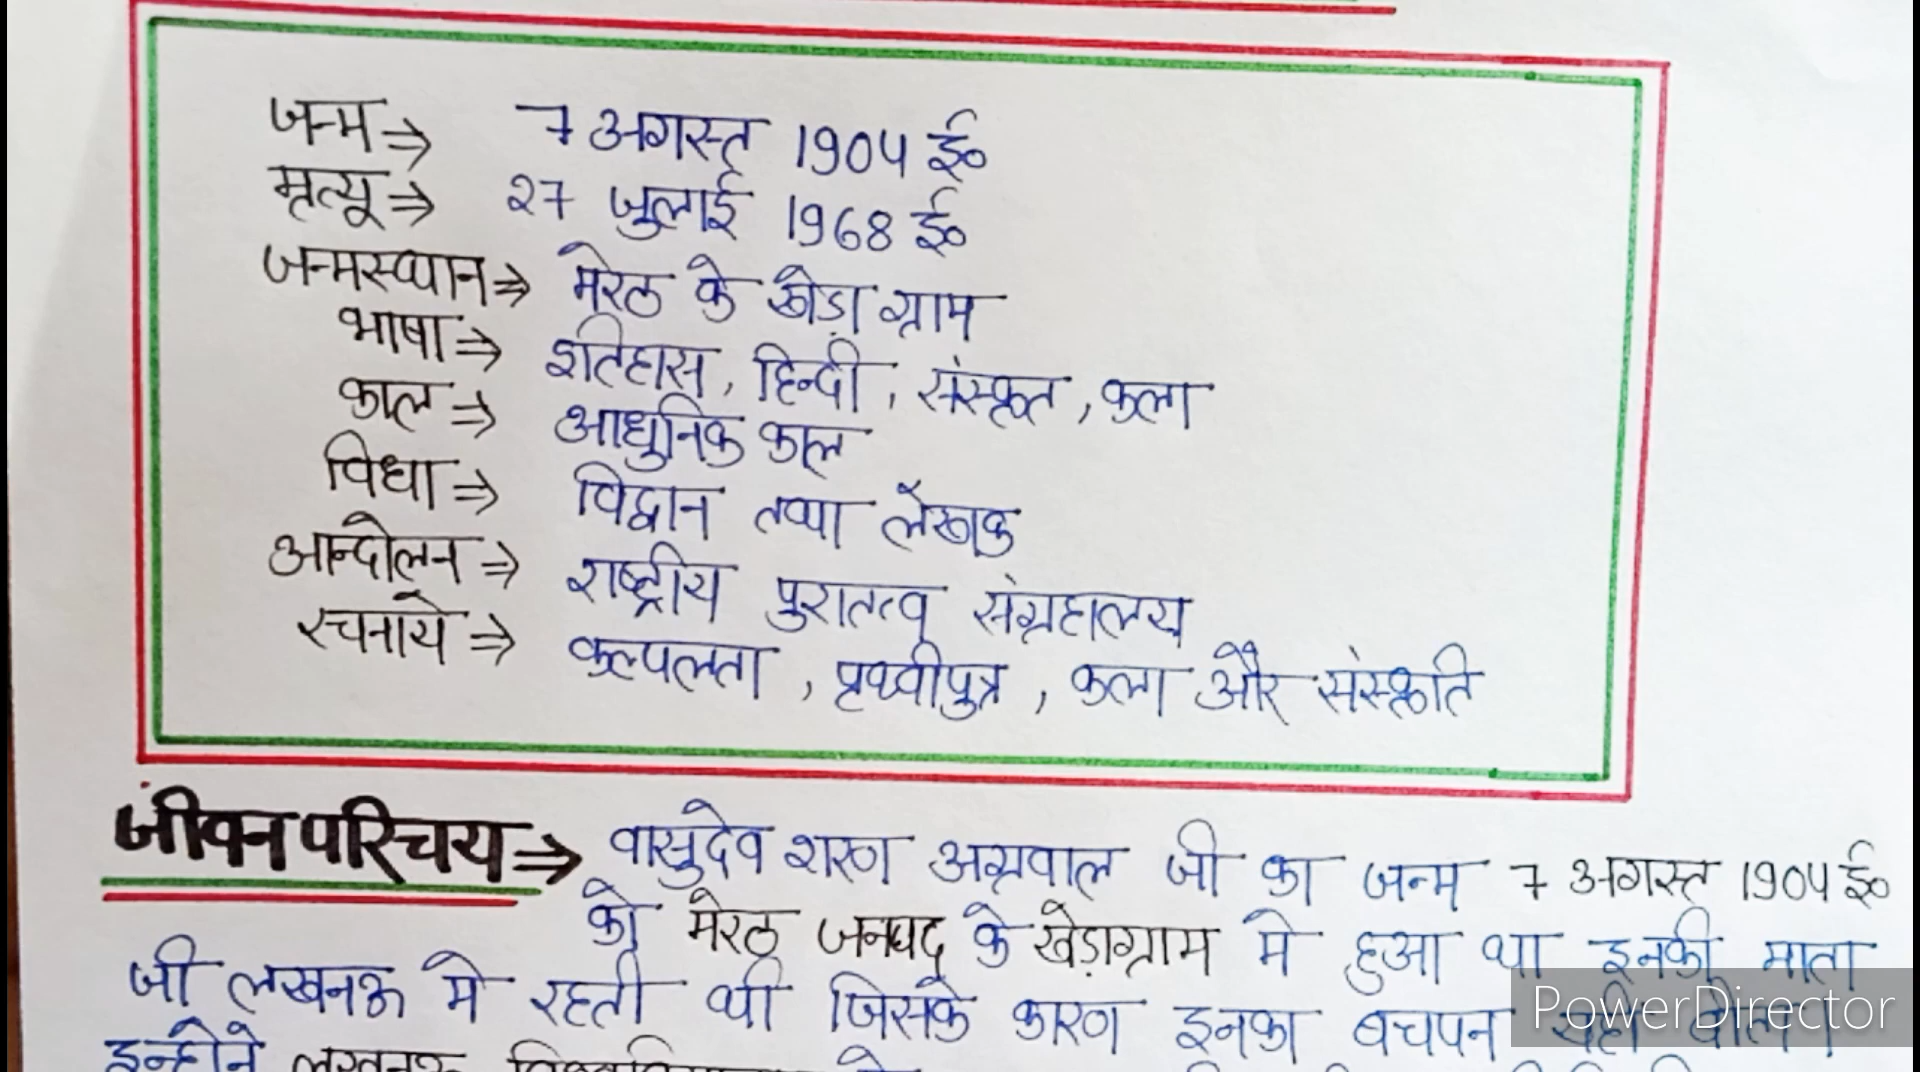 जन्म ⇒ 7 अगस्त 1904 ई०
मृत्यू ⇒ 27 जुलाई 1968 ई०
जन्मस्थान ⇒ मेरठ के खेड़ा ग्राम
भाषा ⇒ इतिहास, हिन्दी, संस्कृत, कला
काल ⇒ आधुनिक काल
विधा ⇒ विद्वान तथा लेखक
आन्दोलन ⇒ राष्ट्रीय पुरातत्व संग्रहालय
रचनाये ⇒ कल्पलता, पृथ्वीपुत्र, कला और संस्कृति
जीवन परिचय ⇒ वासुदेव शरण अग्रवाल जी का जन्म 7 अगस्त 1904 ई०
को मेरठ जनपद के खेड़ाग्राम मे हुआ था इनकी माता
जी लखनऊ मे रहती थी जिसके कारण इनका बचपन
इन्होने लखनऊ
PowerDirector